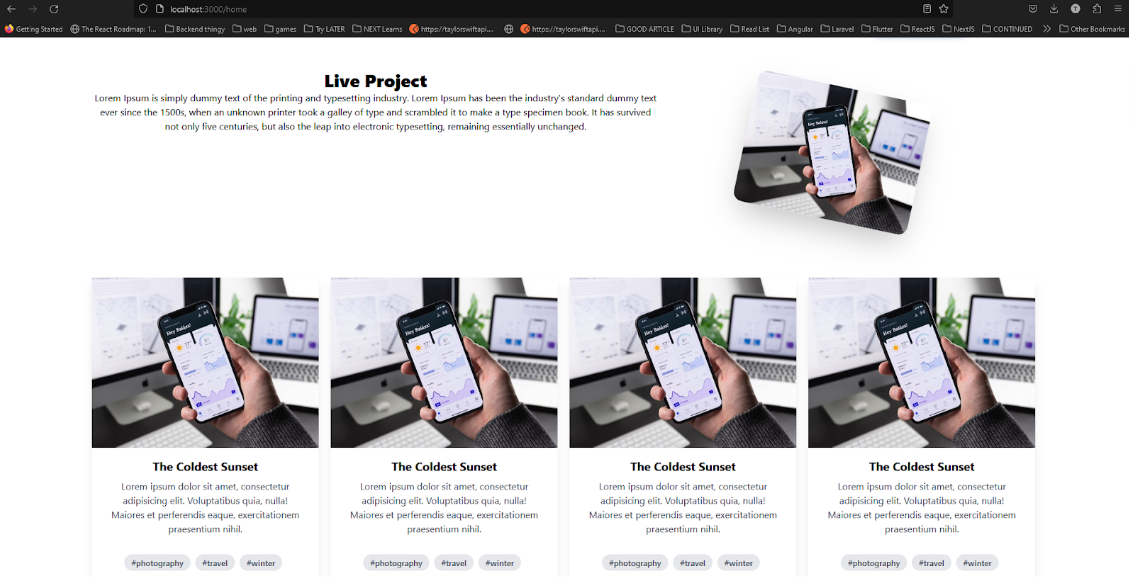 localhost:3000/home
Getting Started
The React Roadmap: 1...
Backend thingy
web
games
Try LATER
NEXT Learns
https://taylorswiftapi....
https://taylorswiftapi....
GOOD ARTICLE
UI Library
Read List
Angular
Laravel
Flutter
ReactJS
NextJS
CONTINUED
Other Bookmarks
Live Project
Lorem Ipsum is simply dummy text of the printing and typesetting industry. Lorem Ipsum has been the industry's standard dummy text
ever since the 1500s, when an unknown printer took a galley of type and scrambled it to make a type specimen book. It has survived
not only five centuries, but also the leap into electronic typesetting, remaining essentially unchanged.
The Coldest Sunset
Lorem ipsum dolor sit amet, consectetur
adipisicing elit. Voluptatibus quia, nulla!
Maiores et perferendis eaque, exercitationem
praesentium nihil.
#photography
#travel
#winter
The Coldest Sunset
Lorem ipsum dolor sit amet, consectetur
adipisicing elit. Voluptatibus quia, nulla!
Maiores et perferendis eaque, exercitationem
praesentium nihil.
#photography
#travel
#winter
The Coldest Sunset
Lorem ipsum dolor sit amet, consectetur
adipisicing elit. Voluptatibus quia, nulla!
Maiores et perferendis eaque, exercitationem
praesentium nihil.
#photography
#travel
#winter
The Coldest Sunset
Lorem ipsum dolor sit amet, consectetur
adipisicing elit. Voluptatibus quia, nulla!
Maiores et perferendis eaque, exercitationem
praesentium nihil.
#photography
#travel
#winter